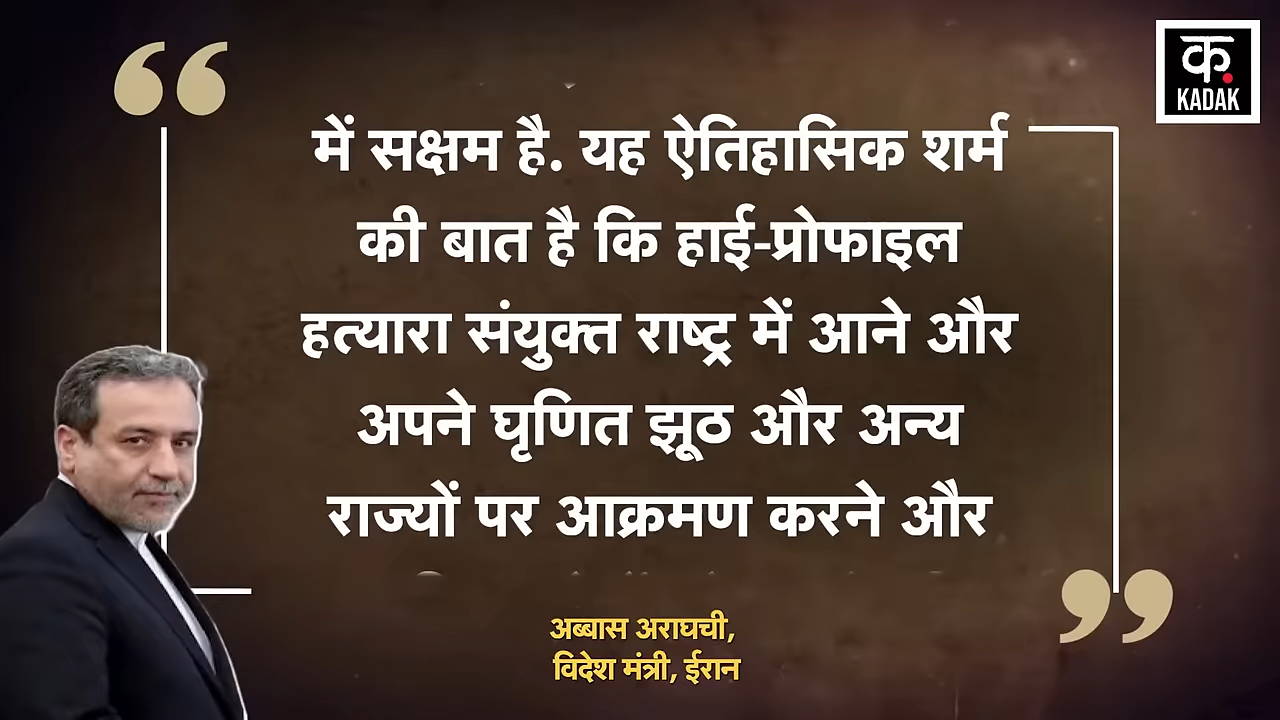 क.
KADAK
में सक्षम है. यह ऐतिहासिक शर्म
की बात है कि हाई-प्रोफाइल
हत्यारा संयुक्त राष्ट्र में आने और
अपने घृणित झूठ और अन्य
राज्यों पर आक्रमण करने और
अब्बास अराघची,
विदेश मंत्री, ईरान